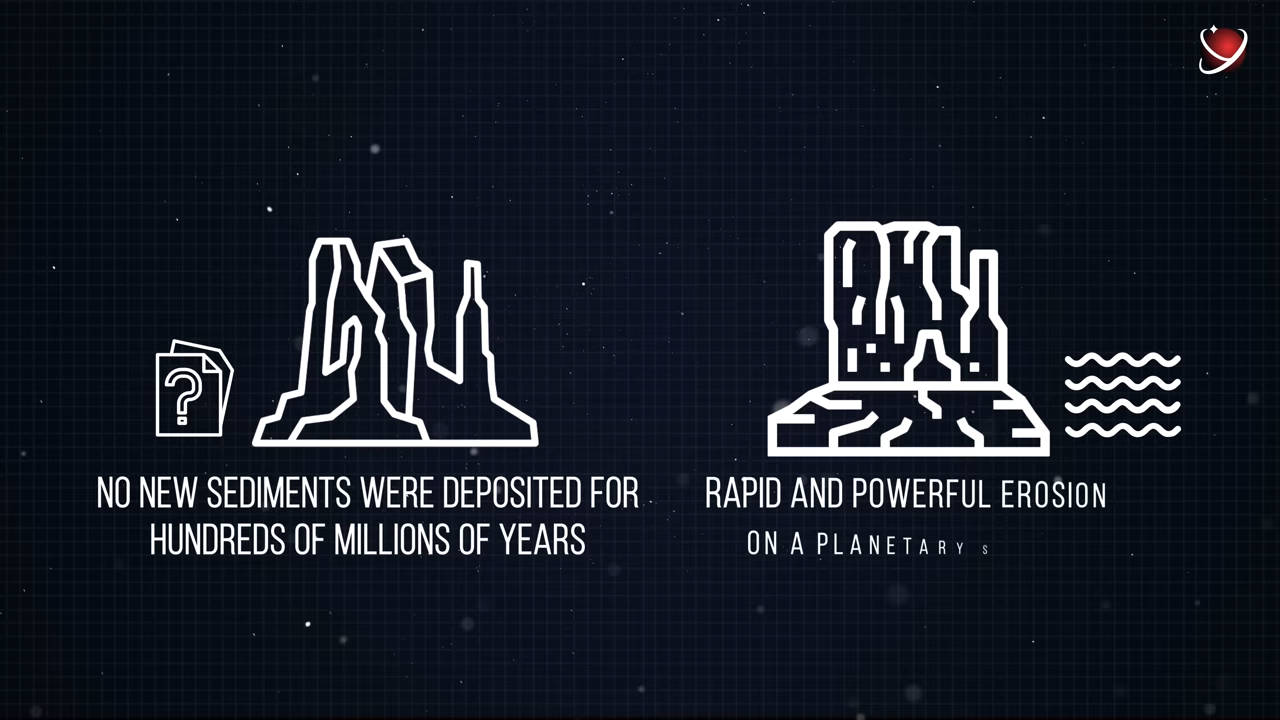 NO NEW SEDIMENTS WERE DEPOSITED FOR
HUNDREDS OF MILLIONS OF YEARS
RAPID AND POWERFUL EROSION
ON A PLANETARY S
?